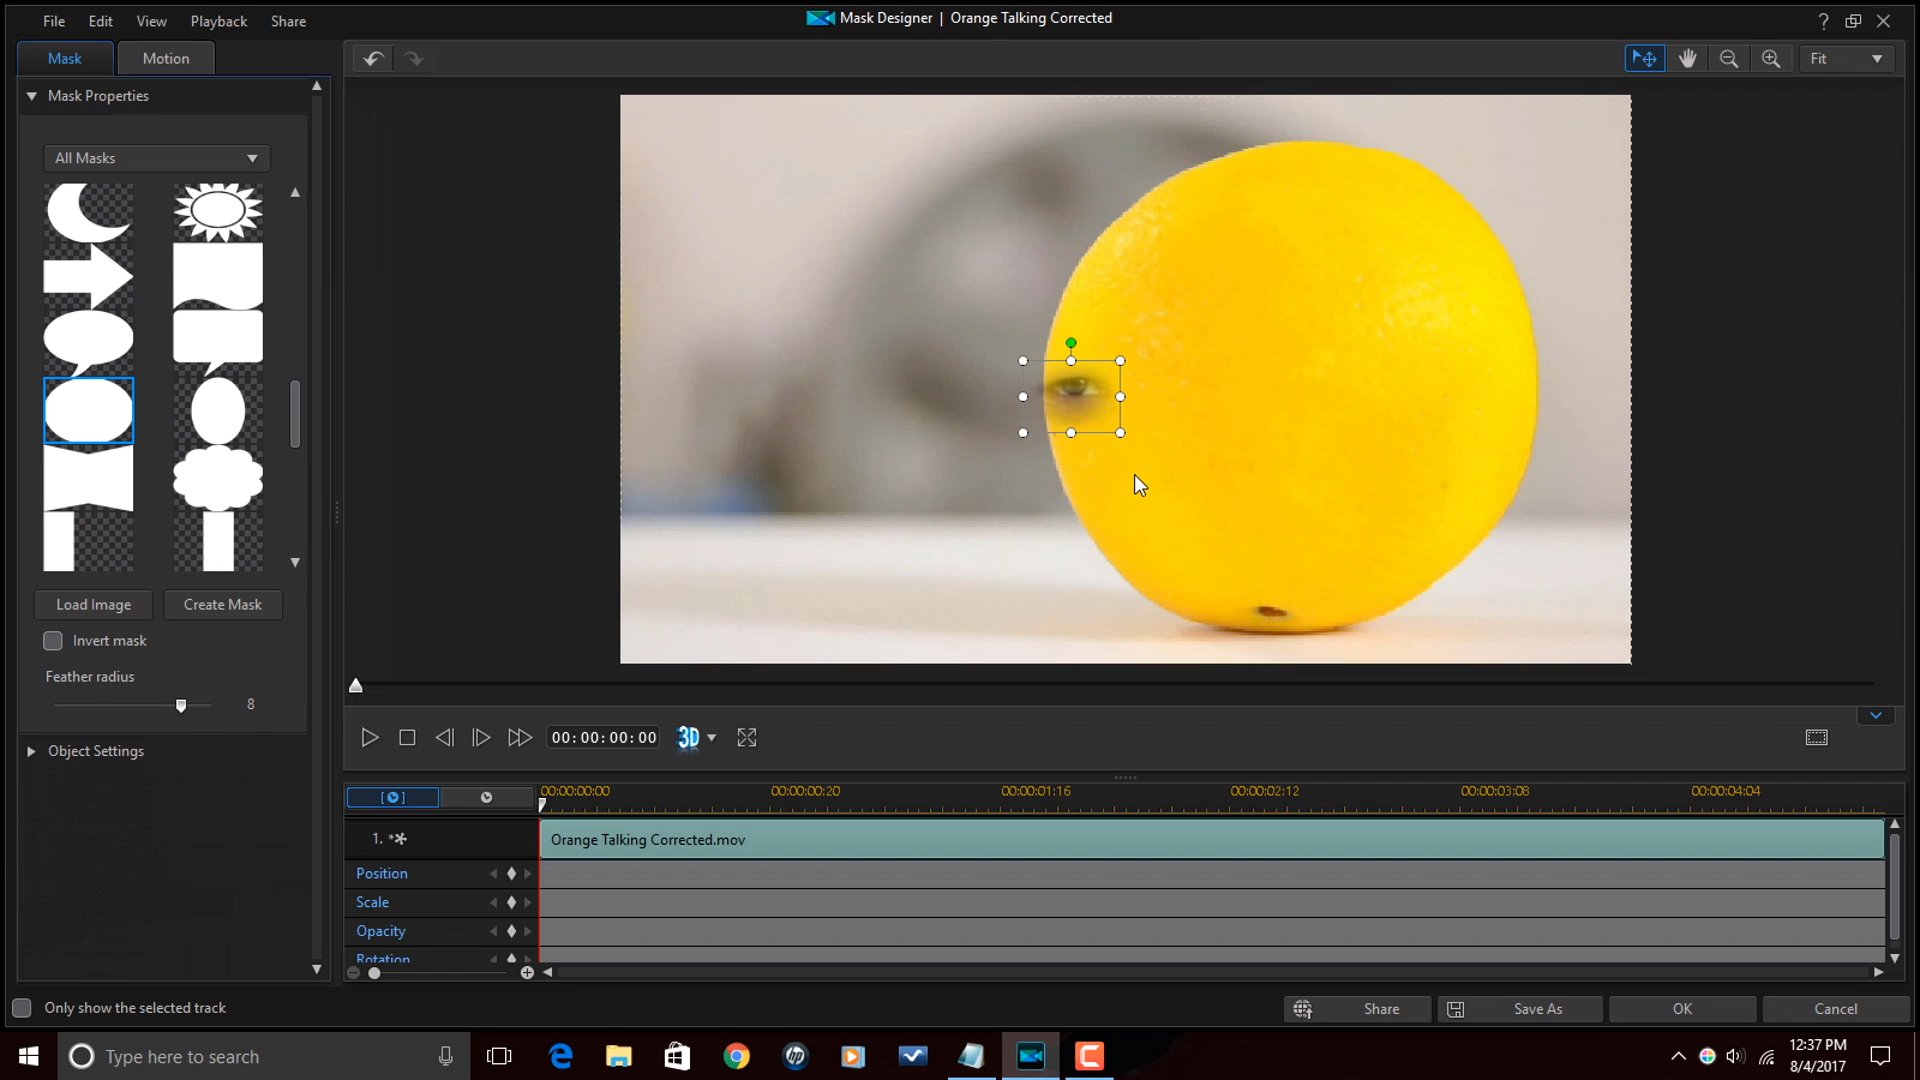 File Edit View Playback Share
Mask Designer | Orange Talking Corrected
?
Mask Motion
Fit
Mask Properties
All Masks
Load Image Create Mask
Invert mask
Feather radius
8
Object Settings
00:00:00:00 3D
00:00:00:00 00:00:00:20 00:00:01:16 00:00:02:12 00:00:03:08 00:00:04:04
1. Orange Talking Corrected.mov
Position
Scale
Opacity
Rotation
Only show the selected track
Share Save As OK Cancel
Type here to search
hp
12:37 PM
8/4/2017